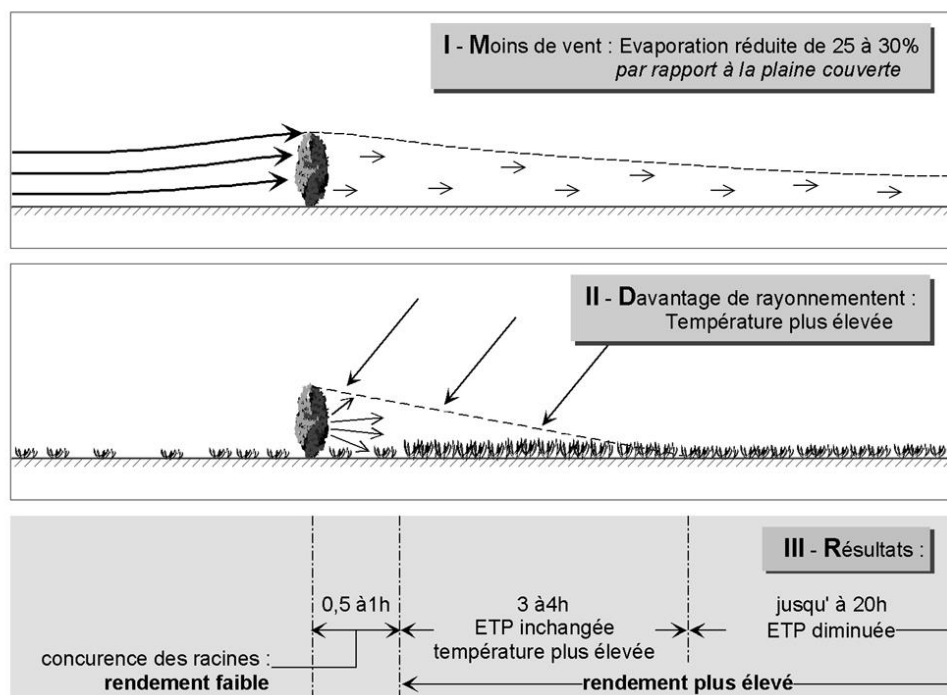 I - Moins de vent : Evaporation réduite de 25 à 30%
par rapport à la plaine couverte
II - Davantage de rayonnementent :
Température plus élevée
III - Résultats :
0,5 à1h
3 à4h
jusqu' à 20h
ETP inchangée
ETP diminuée
température plus élevée
concurence des racines :
rendement faible
rendement plus élevé